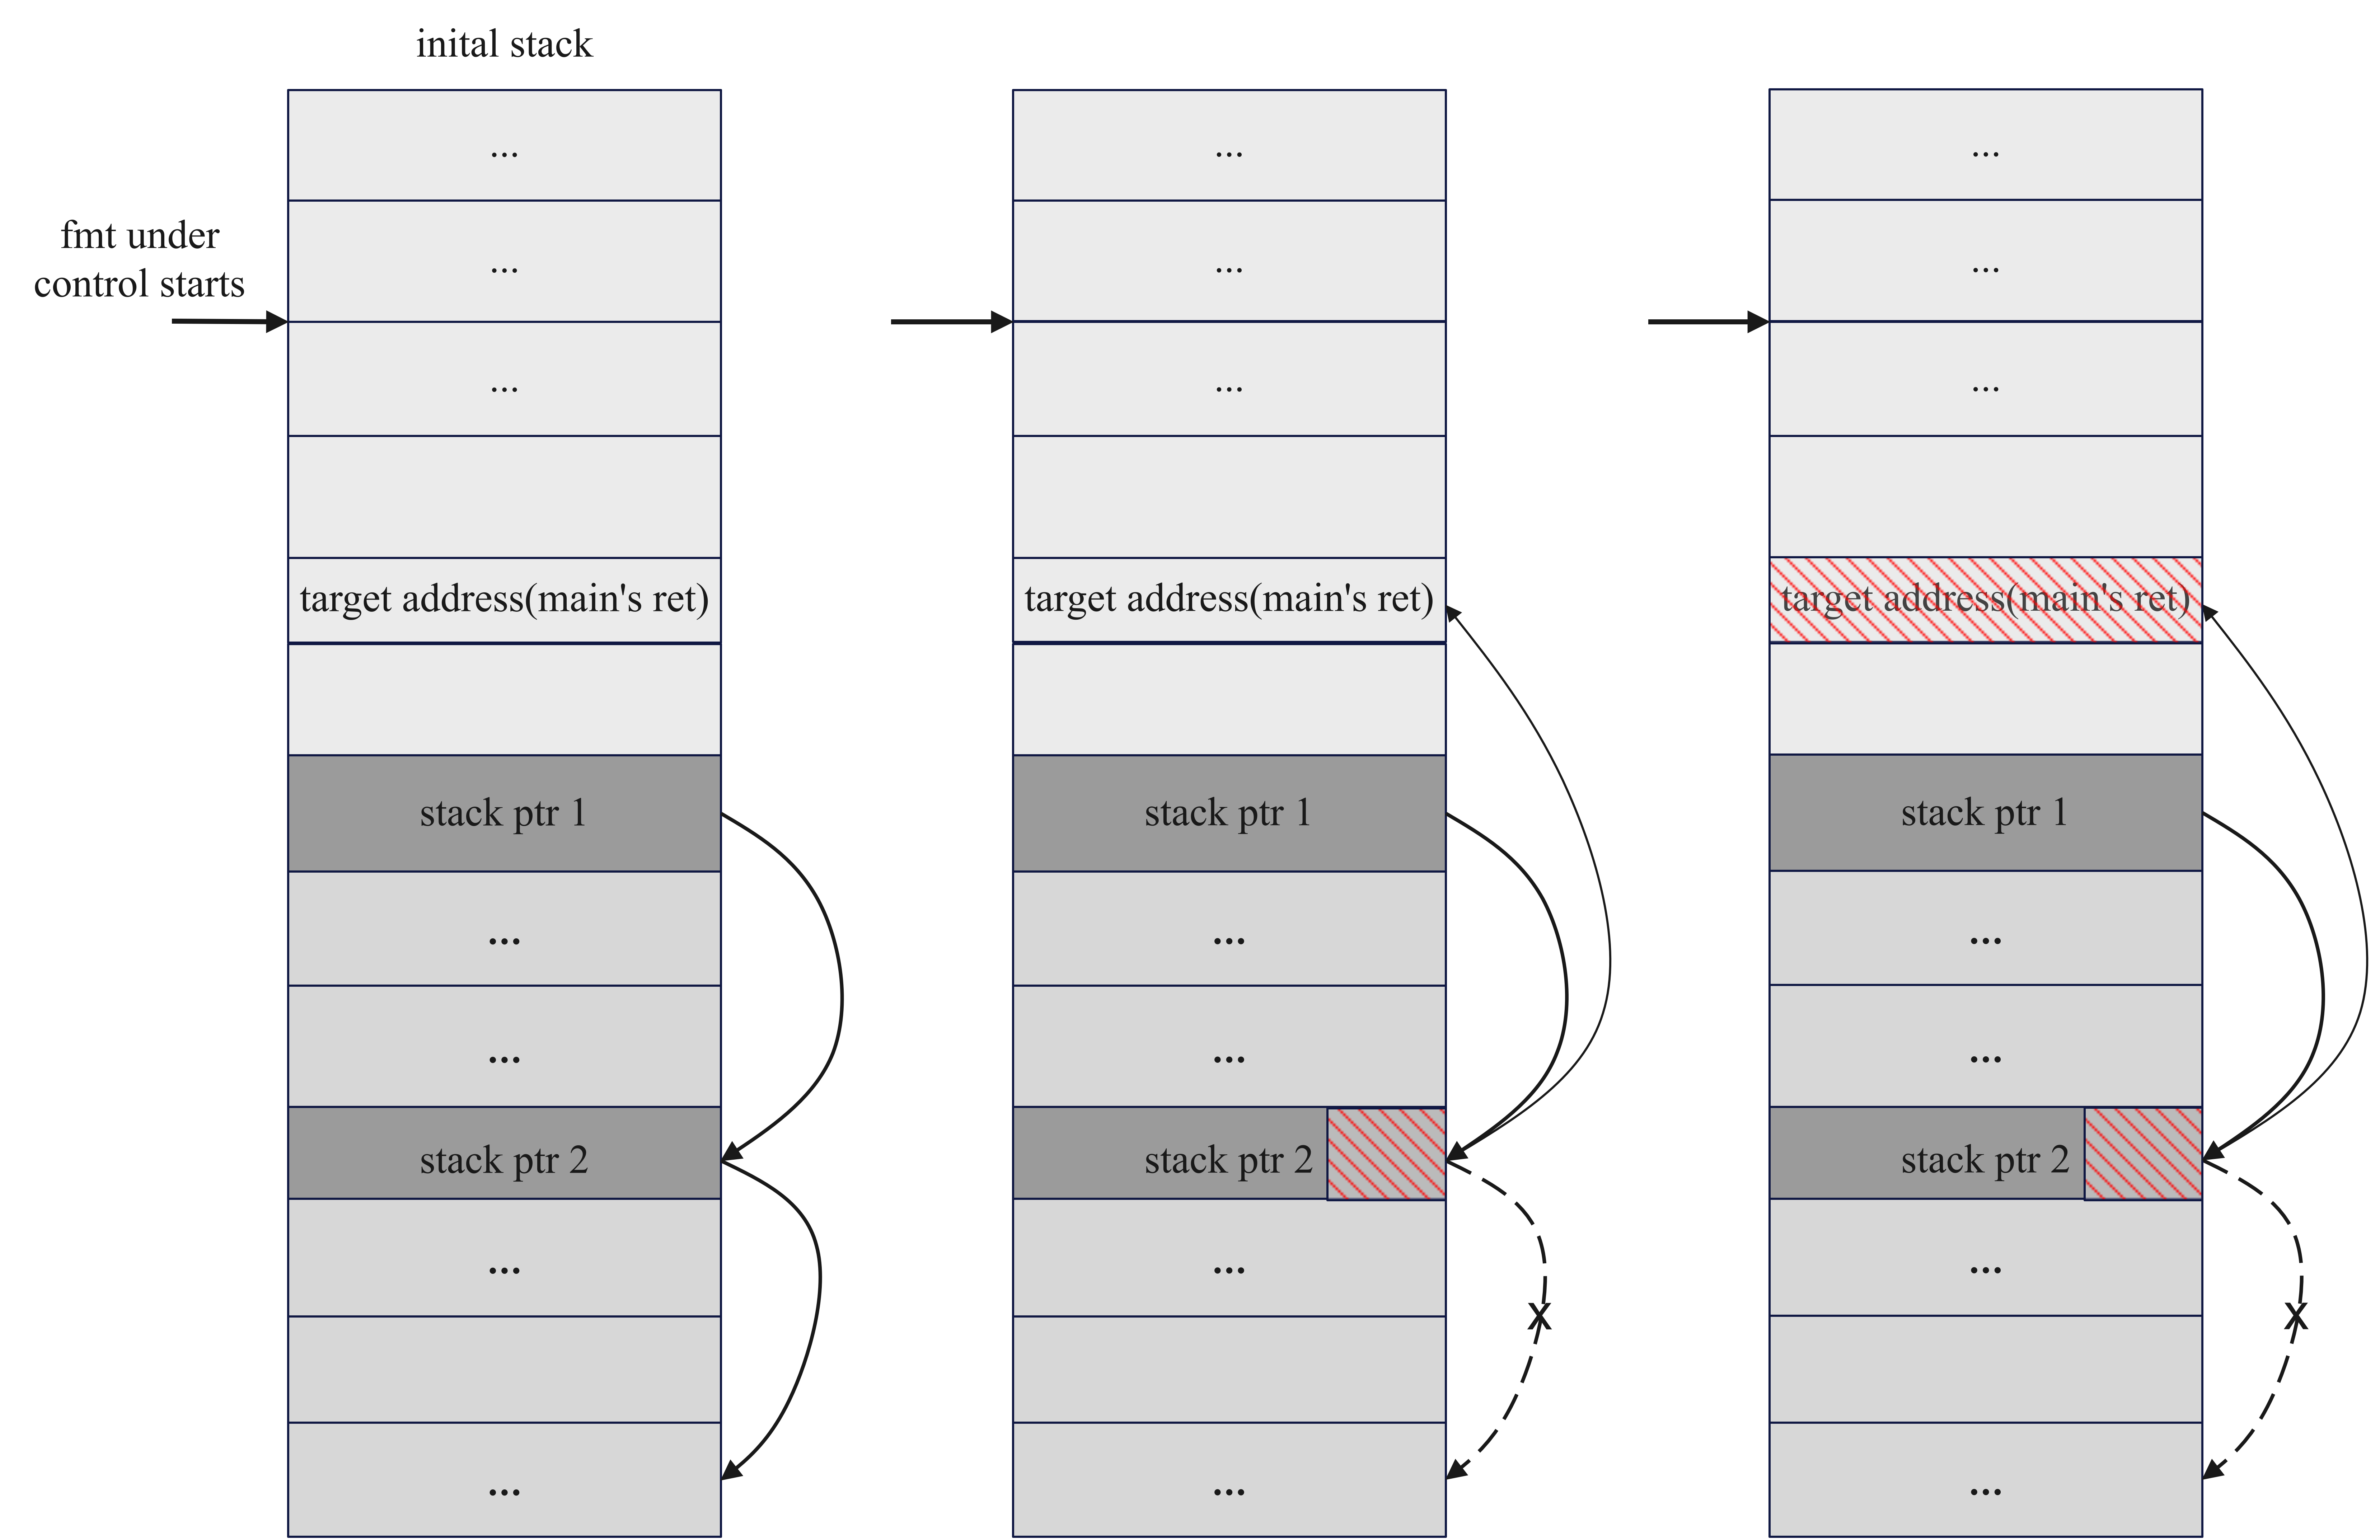 inital stack
fmt under
control starts
...
...
...
target address(main's ret)
stack ptr 1
...
...
stack ptr 2
...
...
...
...
...
target address(main's ret)
stack ptr 1
...
...
stack ptr 2
...
x
...
...
...
...
target address(main's ret)
stack ptr 1
...
...
stack ptr 2
...
x
...